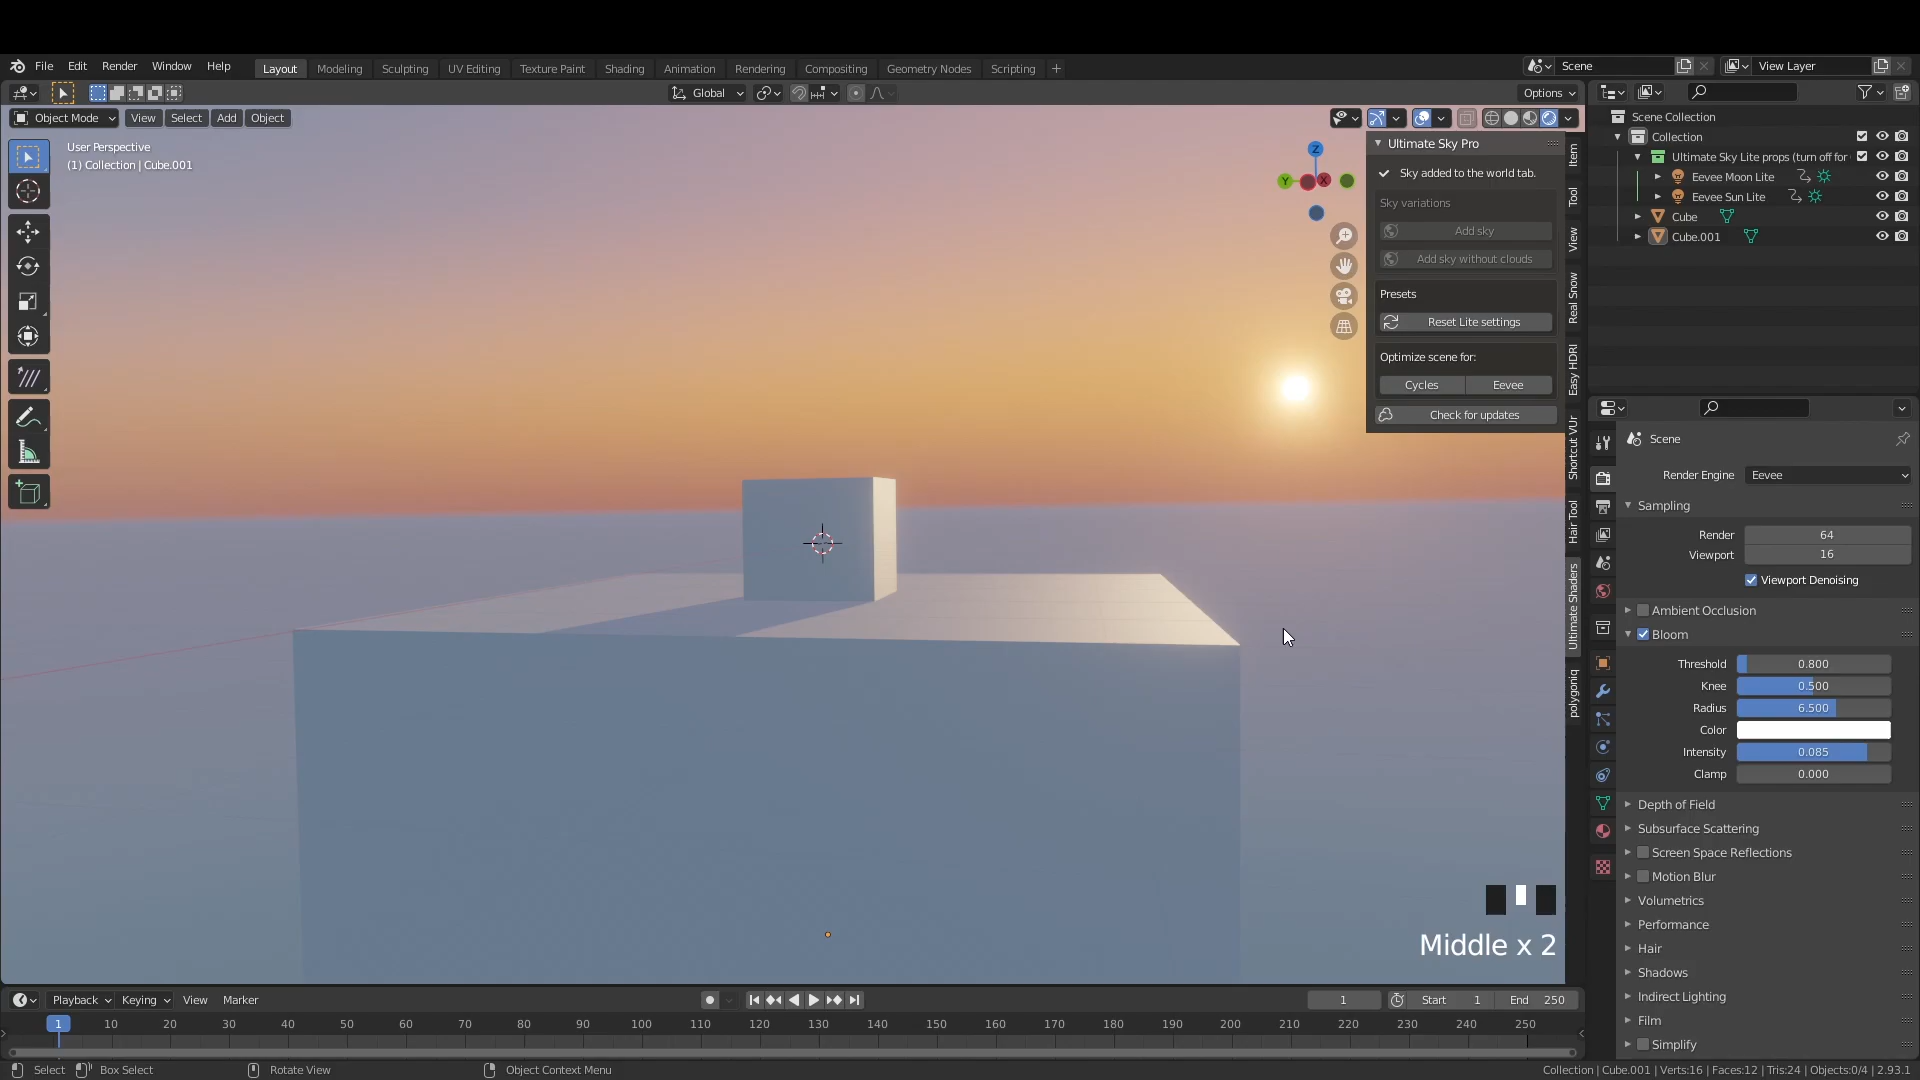 File Edit Render Window Help
Layout Modeling Sculpting UV Editing Texture Paint Shading Animation Rendering Compositing Geometry Nodes Scripting +
Scene
View Layer
Global
Options
Object Mode View Select Add Object
User Perspective
(1) Collection | Cube.001
Z
Y
X
Ultimate Sky Pro
Sky added to the world tab.
Sky variations
Add sky
Add sky without clouds
Presets
Reset Lite settings
Optimize scene for:
Cycles Eevee
Check for updates
Item
Tool
View
Real Snow
Easy HDRI
Shortcut VUr
Hair Tool
Ultimate Shaders
polygoniq
Scene Collection
Collection
Ultimate Sky Lite props (turn off for
Eevee Moon Lite
Eevee Sun Lite
Cube
Cube.001
Scene
Render Engine Eevee
Sampling
Render 64
Viewport 16
Viewport Denoising
Ambient Occlusion
Bloom
Threshold 0.800
Knee 0.500
Radius 6.500
Color
Intensity 0.085
Clamp 0.000
Depth of Field
Subsurface Scattering
Screen Space Reflections
Motion Blur
Volumetrics
Performance
Hair
Shadows
Indirect Lighting
Film
Simplify
Middle x 2
Playback Keying View Marker
1 Start 1 End 250
1 10 20 30 40 50 60 70 80 90 100 110 120 130 140 150 160 170 180 190 200 210 220 230 240 250
Select Box Select Rotate View Object Context Menu
Collection | Cube.001 | Verts:16 | Faces:12 | Tris:24 | Objects:0/4 | 2.93.1